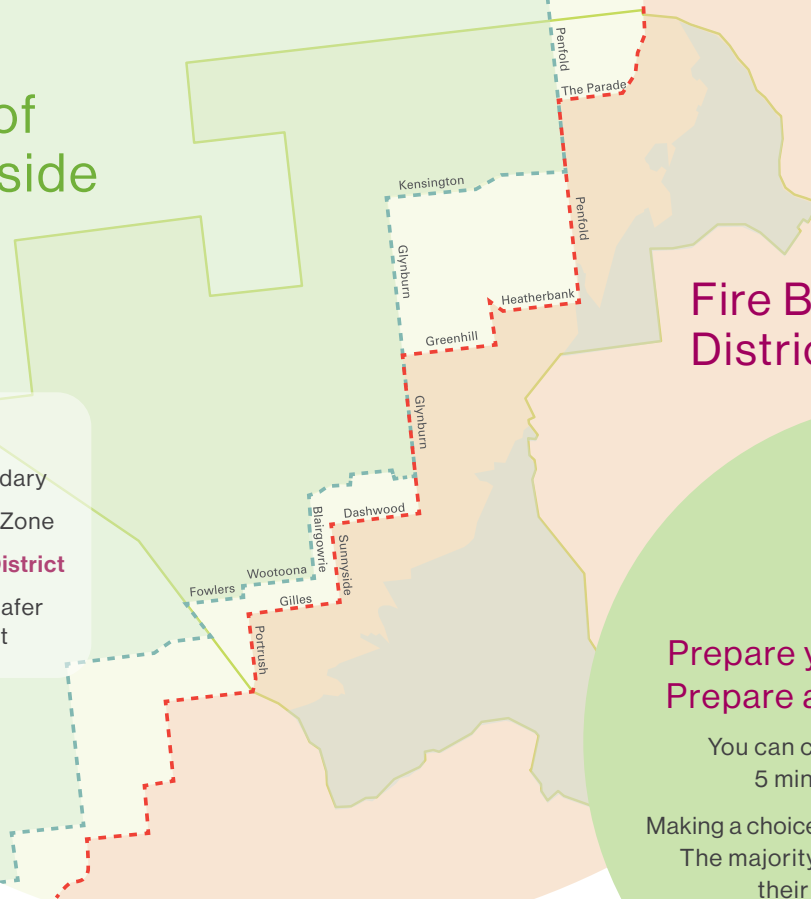 of
side
Penfold
The Parade
Kensington
Penfold
Glynburn
Heatherbank
Greenhill
Fire B
Distric
Glynburn
dary
Zone
District
afer
t
Dashwood
Blairgowrie
Sunnyside
Wootoona
Fowlers
Gilles
Portrush
Prepare y
Prepare a
You can c
5 min
Making a choice
The majority
their